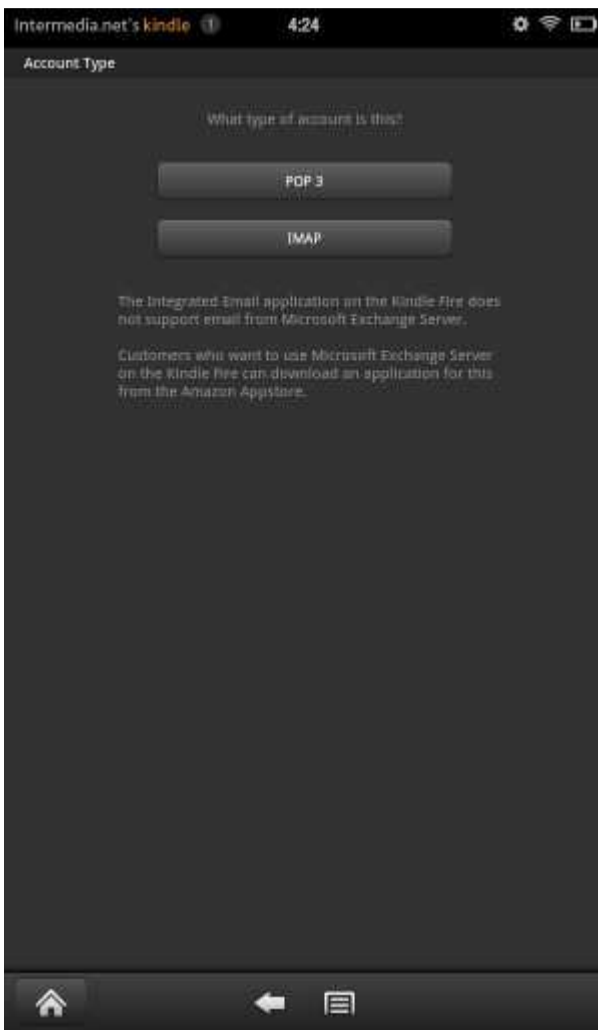 Intermedia.net's kindle 1 4:24
Account Type
What type of account is this?
POP 3
IMAP
The Integrated Email application on the Kindle Fire does
not support email from Microsoft Exchange Server.
Customers who want to use Microsoft Exchange Server
on the Kindle Fire can download an application for this
from the Amazon Appstore.